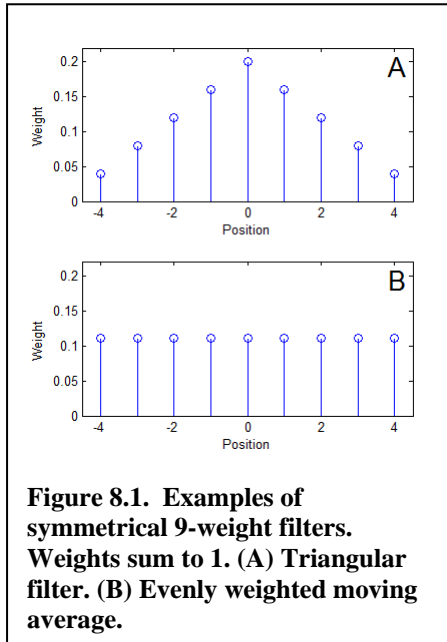 A
0.2
0.15
0.1
0.05
0
Weight
-4 -2 0 2 4
Position
B
0.2
0.15
0.1
0.05
0
Weight
-4 -2 0 2 4
Position
Figure 8.1. Examples of
symmetrical 9-weight filters.
Weights sum to 1. (A) Triangular
filter. (B) Evenly weighted moving
average.